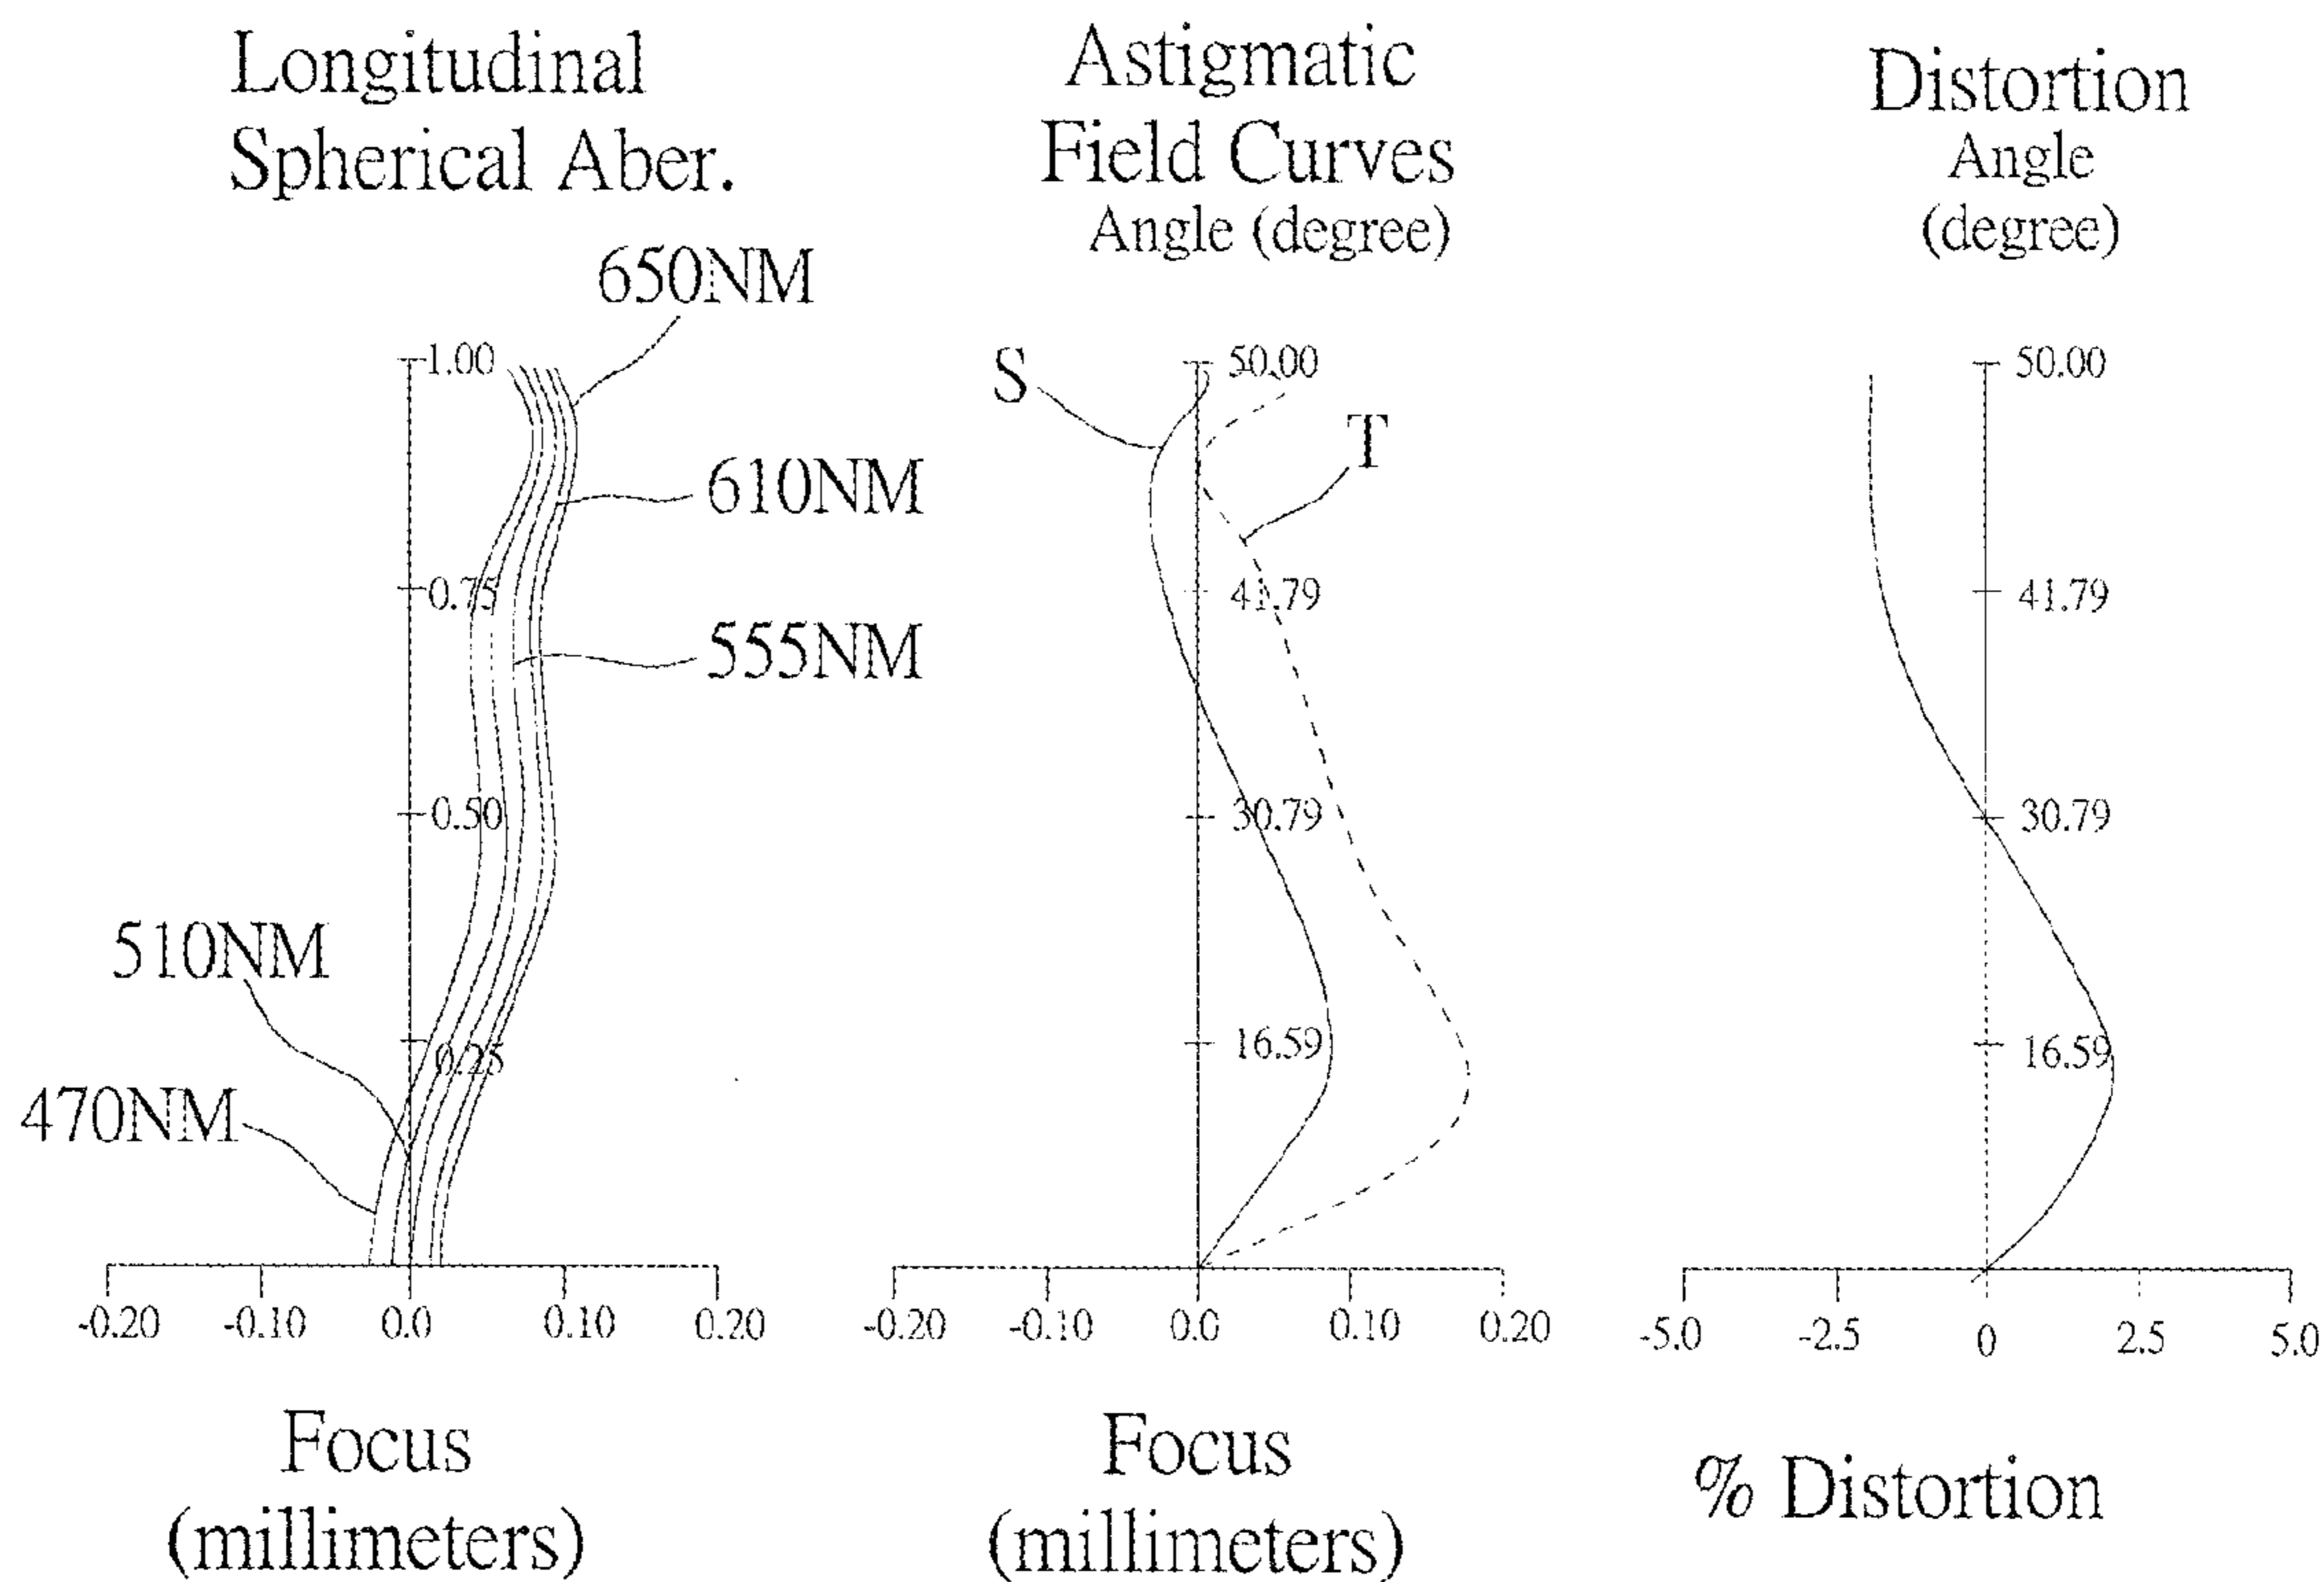 Longitudinal
Spherical Aber.
650NM
1.00
610NM
0.75
555NM
0.50
510NM
0.25
470NM
-0.20 -0.10 0.0 0.10 0.20
Focus
(millimeters)
Astigmatic
Field Curves
Angle (degree)
S
50.00
T
41.79
30.79
16.59
-0.20 -0.10 0.0 0.10 0.20
Focus
(millimeters)
Distortion
Angle
(degree)
50.00
41.79
30.79
16.59
-5.0 -2.5 0 2.5 5.0
% Distortion